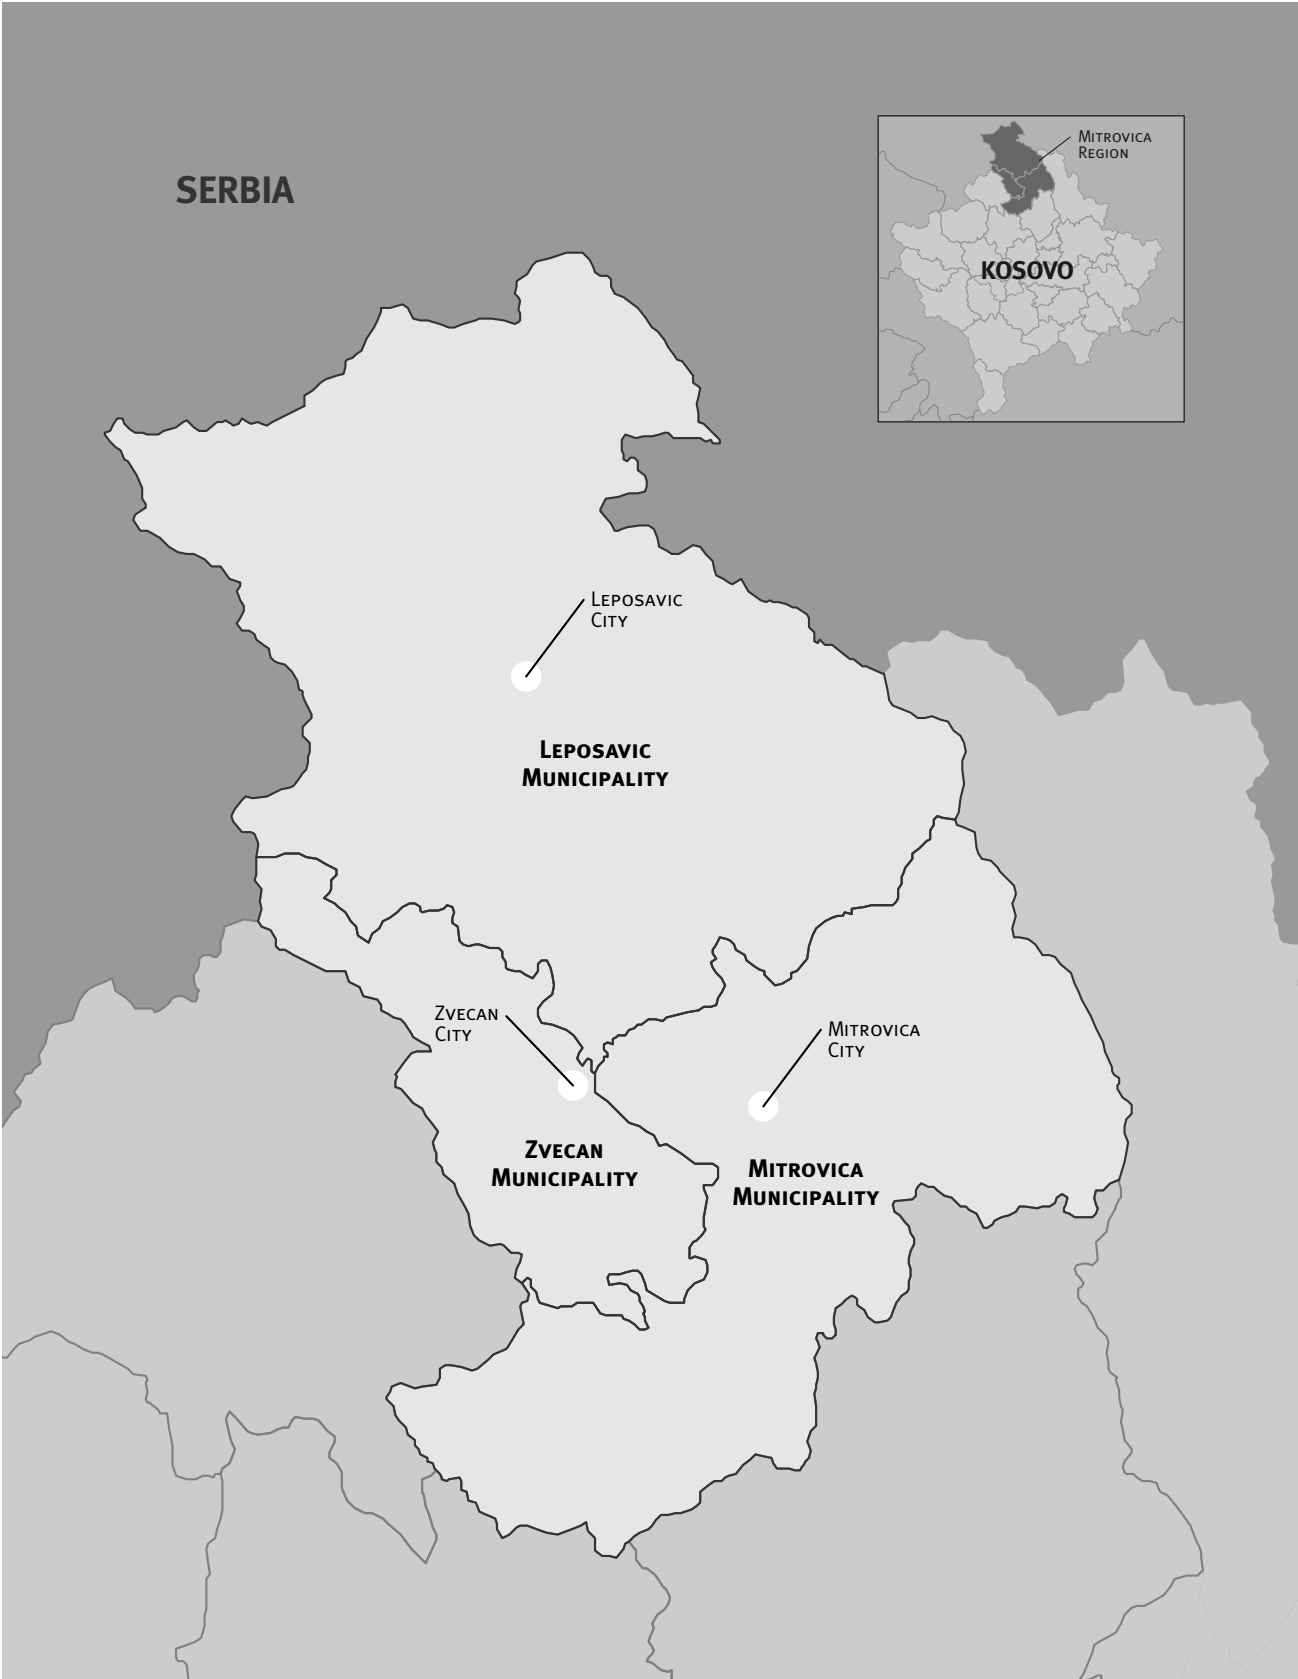 MITROVICA
REGION
SERBIA
KOSOVO
LEPOSAVIC
CITY
LEPOSAVIC
MUNICIPALITY
ZVECAN
CITY
MITROVICA
CITY
ZVECAN
MUNICIPALITY
MITROVICA
MUNICIPALITY